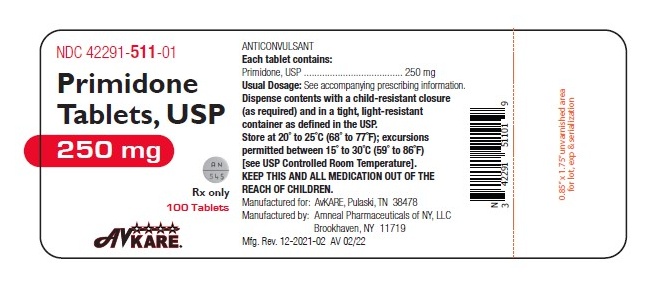 NDC 42291-511-01
Primidone
Tablets, USP
250 mg
AN
545
Rx only
100 Tablets
AVKARE.
ANTICONVULSANT
Each tablet contains:
Primidone, USP ..................................... 250 mg
Usual Dosage: See accompanying prescribing information.
Dispense contents with a child-resistant closure
(as required) and in a tight, light-resistant
container as defined in the USP.
Store at 20˚ to 25˚C (68˚ to 77˚F); excursions
permitted between 15˚ to 30˚C (59˚ to 86˚F)
[see USP Controlled Room Temperature].
KEEP THIS AND ALL MEDICATION OUT OF THE
REACH OF CHILDREN.
Manufactured for: AvKARE, Pulaski, TN 38478
Manufactured by: Amneal Pharmaceuticals of NY, LLC
Brookhaven, NY 11719
Mfg. Rev. 12-2021-02 AV 02/22
N
3 42291 51101 9
0.85" x 1.75" unvarnished area
for lot, exp & serialization